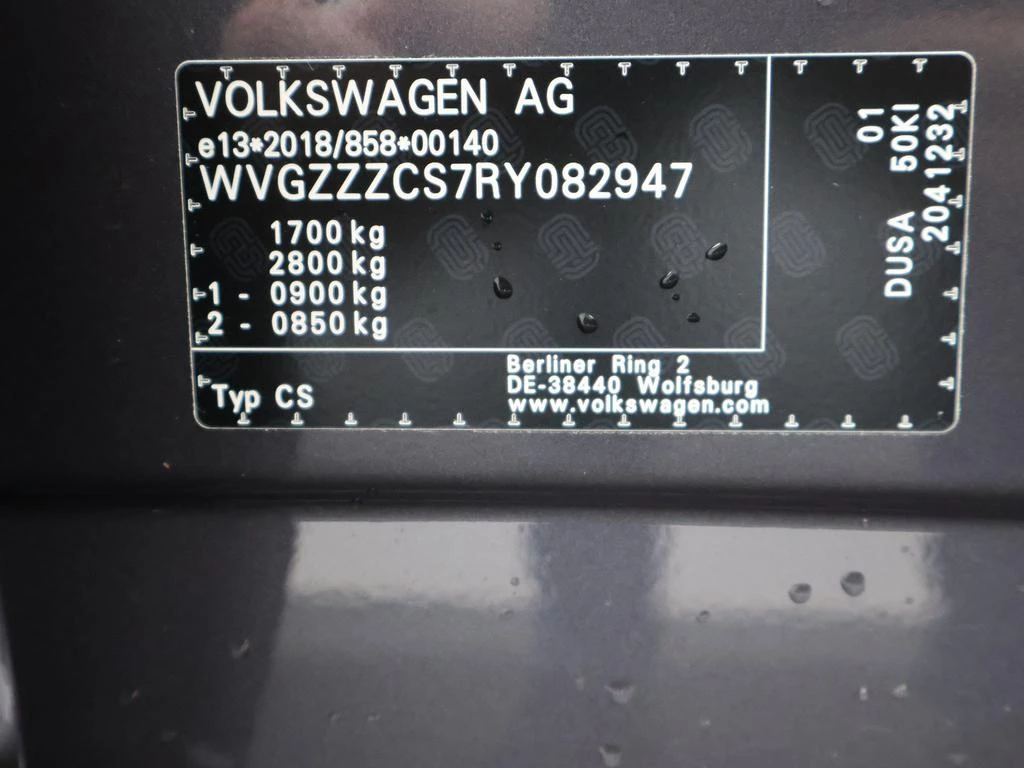 VOLKSWAGEN AG
e13*2018/858*00140
WVGZZZCS7RY082947
1700 kg
2800 kg
1 - 0900 kg
2 - 0850 kg
Typ CS
Berliner Ring 2
DE-38440 Wolfsburg
www.volkswagen.com
01
DUSA 50KI
2041232